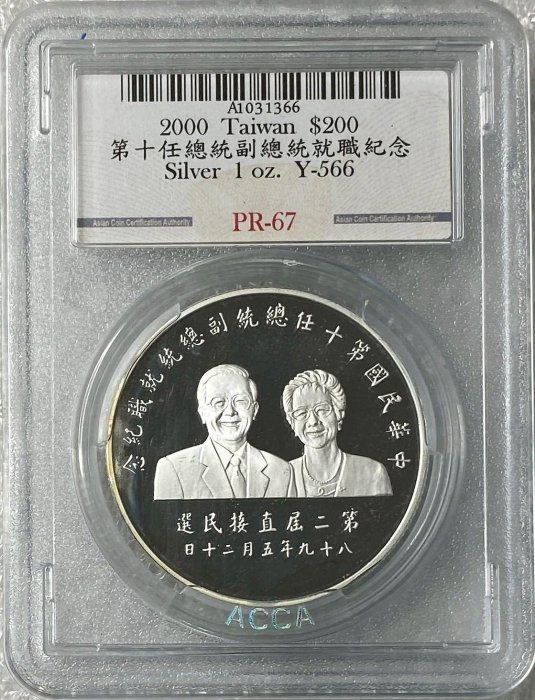 A1031366
2000 Taiwan $200
第十任總統副總統就職紀念
Silver 1 oz. Y-566
Asian Coin Certification Authority
PR-67
Asian Coin Certification Authority
中華民國第十任總統副總統就職紀念
第二屆直接民選
八十九年五月二十日
ACCA